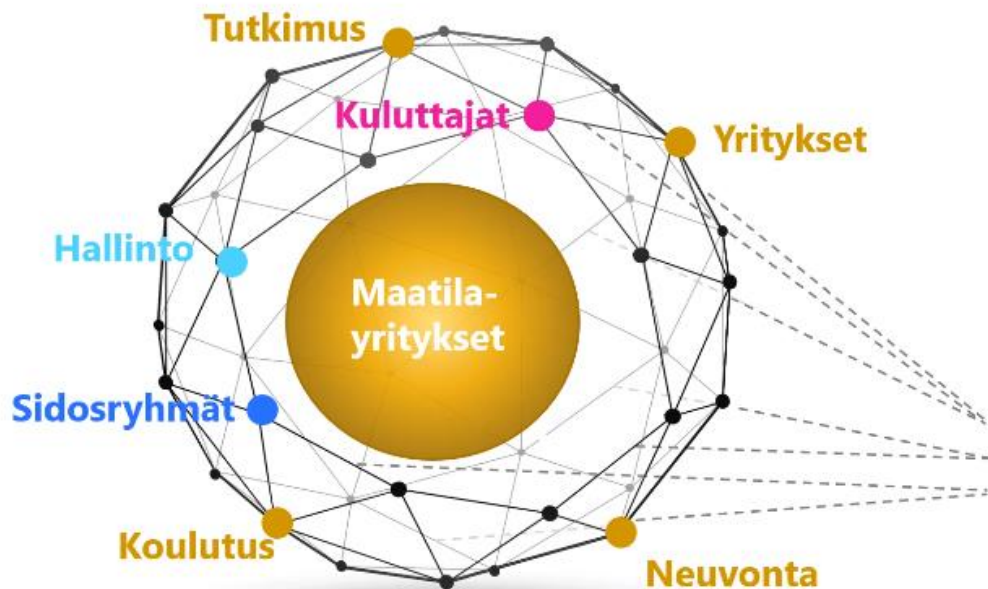 Tutkimus
Kuluttajat
Yritykset
Hallinto
Maatila-
yritykset
Sidosryhmät
Koulutus
Neuvonta